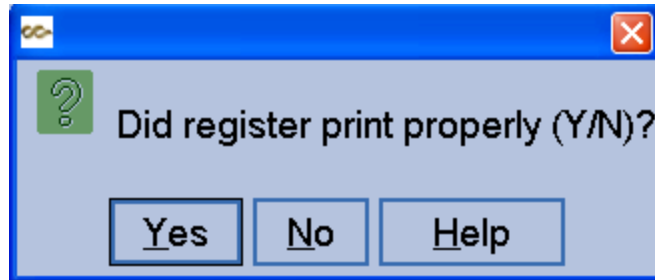 Did register print properly (Y/N)?
Yes No Help